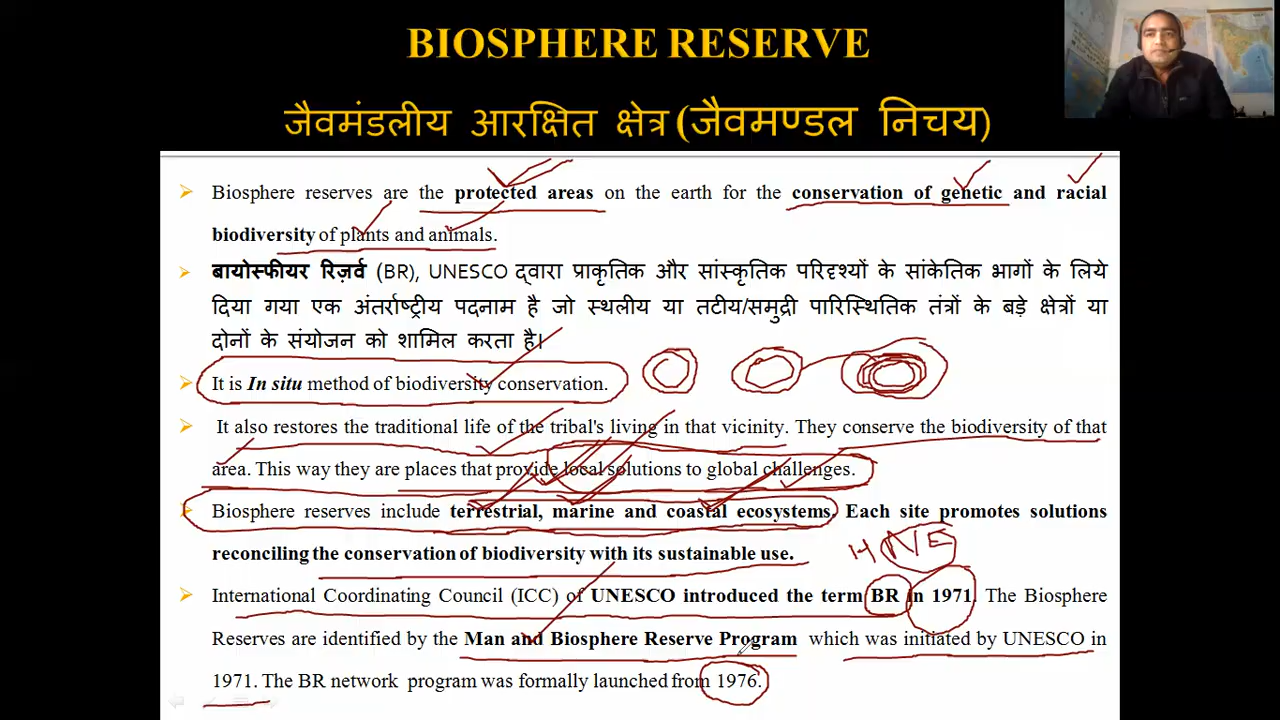 BIOSPHERE RESERVE
जैवमंडलीय आरक्षित क्षेत्र (जैवमण्डल निचय)
Biosphere reserves are the protected areas on the earth for the conservation of genetic and racial
biodiversity of plants and animals.
बायोस्फीयर रिज़र्व (BR), UNESCO द्वारा प्राकृतिक और सांस्कृतिक परिदृश्यों के सांकेतिक भागों के लिये
दिया गया एक अंतर्राष्ट्रीय पदनाम है जो स्थलीय या तटीय/समुद्री पारिस्थितिक तंत्रों के बड़े क्षेत्रों या
दोनों के संयोजन को शामिल करता है।
It is In situ method of biodiversity conservation.
It also restores the traditional life of the tribal's living in that vicinity. They conserve the biodiversity of that
area. This way they are places that provide local solutions to global challenges.
Biosphere reserves include terrestrial, marine and coastal ecosystems. Each site promotes solutions
reconciling the conservation of biodiversity with its sustainable use.
H NE
International Coordinating Council (ICC) of UNESCO introduced the term BR in 1971. The Biosphere
Reserves are identified by the Man and Biosphere Reserve Program which was initiated by UNESCO in
1971. The BR network program was formally launched from 1976.